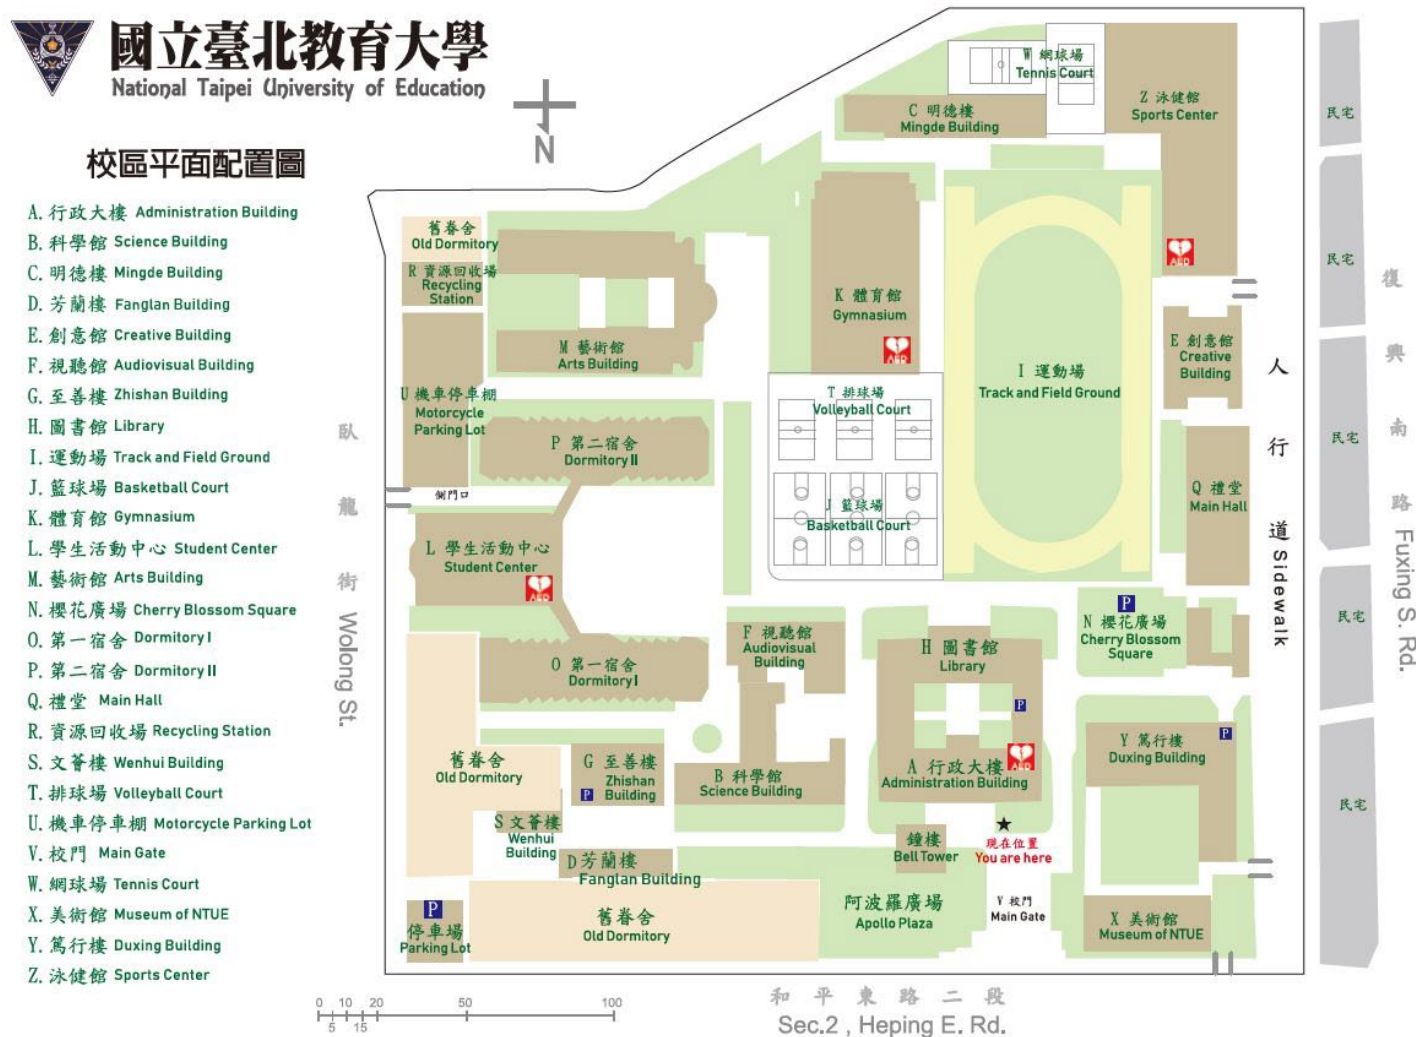 國立臺北教育大學
National Taipei University of Education
校區平面配置圖
A. 行政大樓 Administration Building
B. 科學館 Science Building
C. 明德樓 Mingde Building
D. 芳蘭樓 Fanglan Building
E. 創意館 Creative Building
F. 視聽館 Audiovisual Building
G. 至善樓 Zhishan Building
H. 圖書館 Library
I. 運動場 Track and Field Ground
J. 籃球場 Basketball Court
K. 體育館 Gymnasium
L. 學生活動中心 Student Center
M. 藝術館 Arts Building
N. 櫻花廣場 Cherry Blossom Square
O. 第一宿舍 Dormitory I
P. 第二宿舍 Dormitory II
Q. 禮堂 Main Hall
R. 資源回收場 Recycling Station
S. 文薈樓 Wenhui Building
T. 排球場 Volleyball Court
U. 機車停車棚 Motorcycle Parking Lot
V. 校門 Main Gate
W. 網球場 Tennis Court
X. 美術館 Museum of NTUE
Y. 篤行樓 Duxing Building
Z. 泳健館 Sports Center
N
W 網球場
Tennis Court
C 明德樓
Mingde Building
Z 泳健館
Sports Center
AED
民宅
民宅
民宅
民宅
民宅
復興南路 Fuxing S. Rd.
人行道 Sidewalk
舊眷舍
Old Dormitory
R 資源回收場
Recycling
Station
M 藝術館
Arts Building
K 體育館
Gymnasium
AED
I 運動場
Track and Field Ground
E 創意館
Creative
Building
U 機車停車棚
Motorcycle
Parking Lot
T 排球場
Volleyball Court
P 第二宿舍
Dormitory II
側門口
臥龍街 Wolong St.
J 籃球場
Basketball Court
Q 禮堂
Main Hall
L 學生活動中心
Student Center
AED
P
N 櫻花廣場
Cherry Blossom
Square
F 視聽館
Audiovisual
Building
H 圖書館
Library
P
O 第一宿舍
Dormitory I
舊眷舍
Old Dormitory
G 至善樓
Zhishan
Building
P
B 科學館
Science Building
A 行政大樓
Administration Building
AED
Y 篤行樓
Duxing Building
P
S 文薈樓
Wenhui
Building
鐘樓
Bell Tower
現在位置
You are here
D 芳蘭樓
Fanglan Building
P
停車場
Parking Lot
舊眷舍
Old Dormitory
阿波羅廣場
Apollo Plaza
V 校門
Main Gate
X 美術館
Museum of NTUE
0 10 20 50 100
5 15
和平東路二段
Sec.2 , Heping E. Rd.